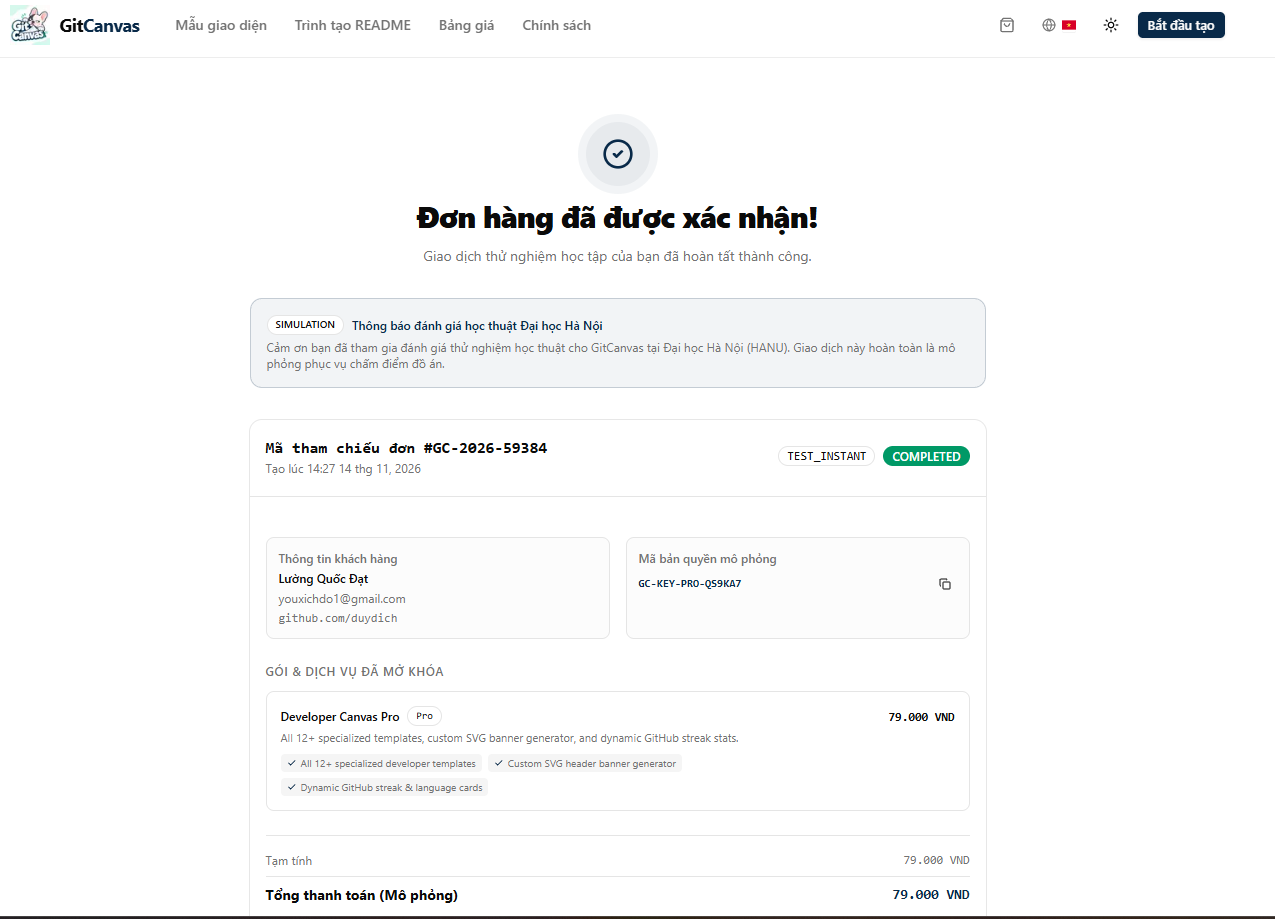 Git Canvas
GitCanvas
Mẫu giao diện
Trình tạo README
Bảng giá
Chính sách
Bắt đầu tạo
Đơn hàng đã được xác nhận!
Giao dịch thử nghiệm học tập của bạn đã hoàn tất thành công.
SIMULATION Thông báo đánh giá học thuật Đại học Hà Nội
Cảm ơn bạn đã tham gia đánh giá thử nghiệm học thuật cho GitCanvas tại Đại học Hà Nội (HANU). Giao dịch này hoàn toàn là mô
phỏng phục vụ chấm điểm đồ án.
Mã tham chiếu đơn #GC-2026-59384
Tạo lúc 14:27 14 thg 11, 2026
TEST_INSTANT
COMPLETED
Thông tin khách hàng
Lường Quốc Đạt
youxichdo1@gmail.com
github.com/duydich
Mã bản quyền mô phỏng
GC-KEY-PRO-QS9KA7
GÓI & DỊCH VỤ ĐÃ MỞ KHÓA
Developer Canvas Pro Pro
79.000 VND
All 12+ specialized templates, custom SVG banner generator, and dynamic GitHub streak stats.
All 12+ specialized developer templates
Custom SVG header banner generator
Dynamic GitHub streak & language cards
Tạm tính 79.000 VND
Tổng thanh toán (Mô phỏng) 79.000 VND